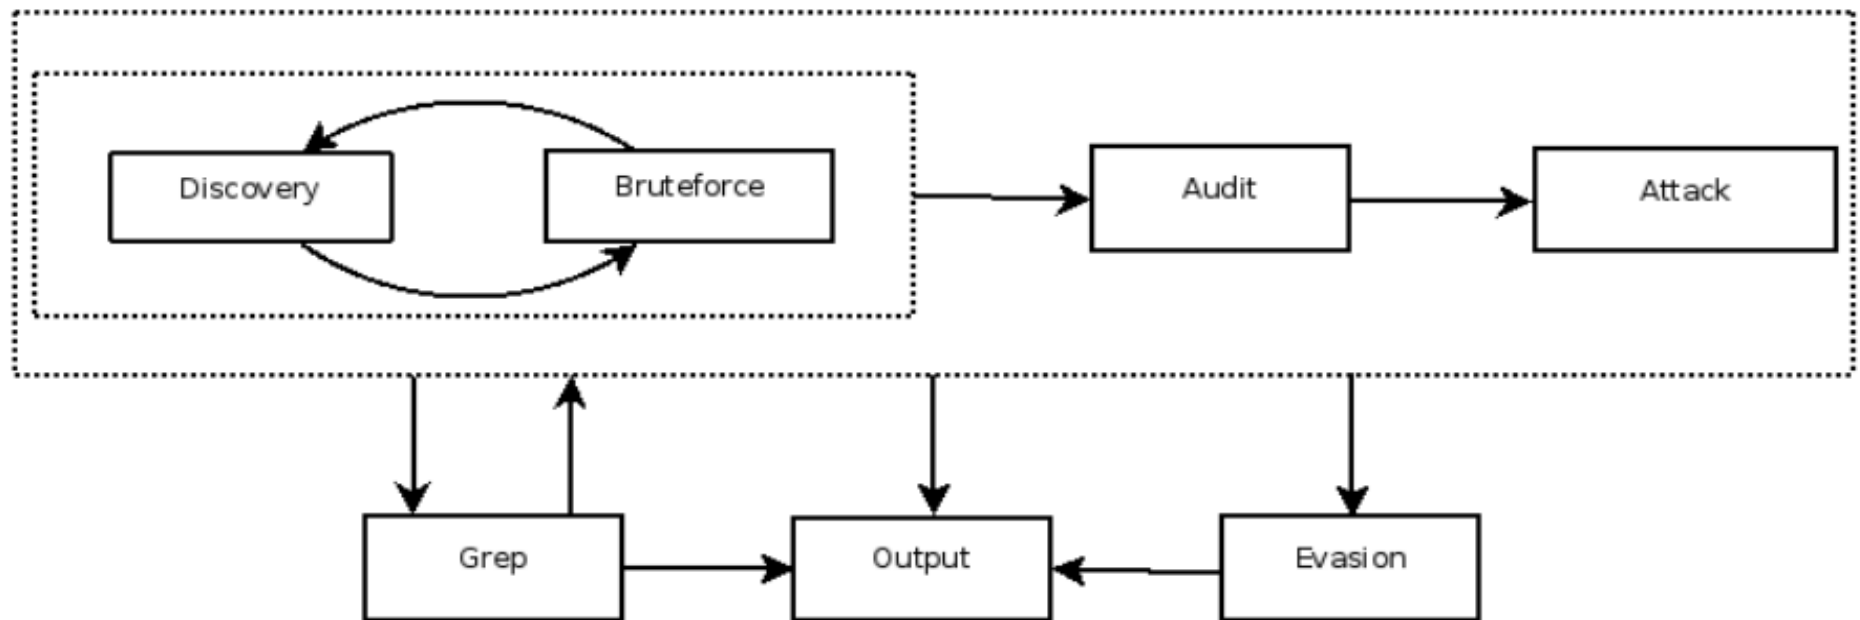 Discovery
Bruteforce
Audit
Attack
Grep
Output
Evasion